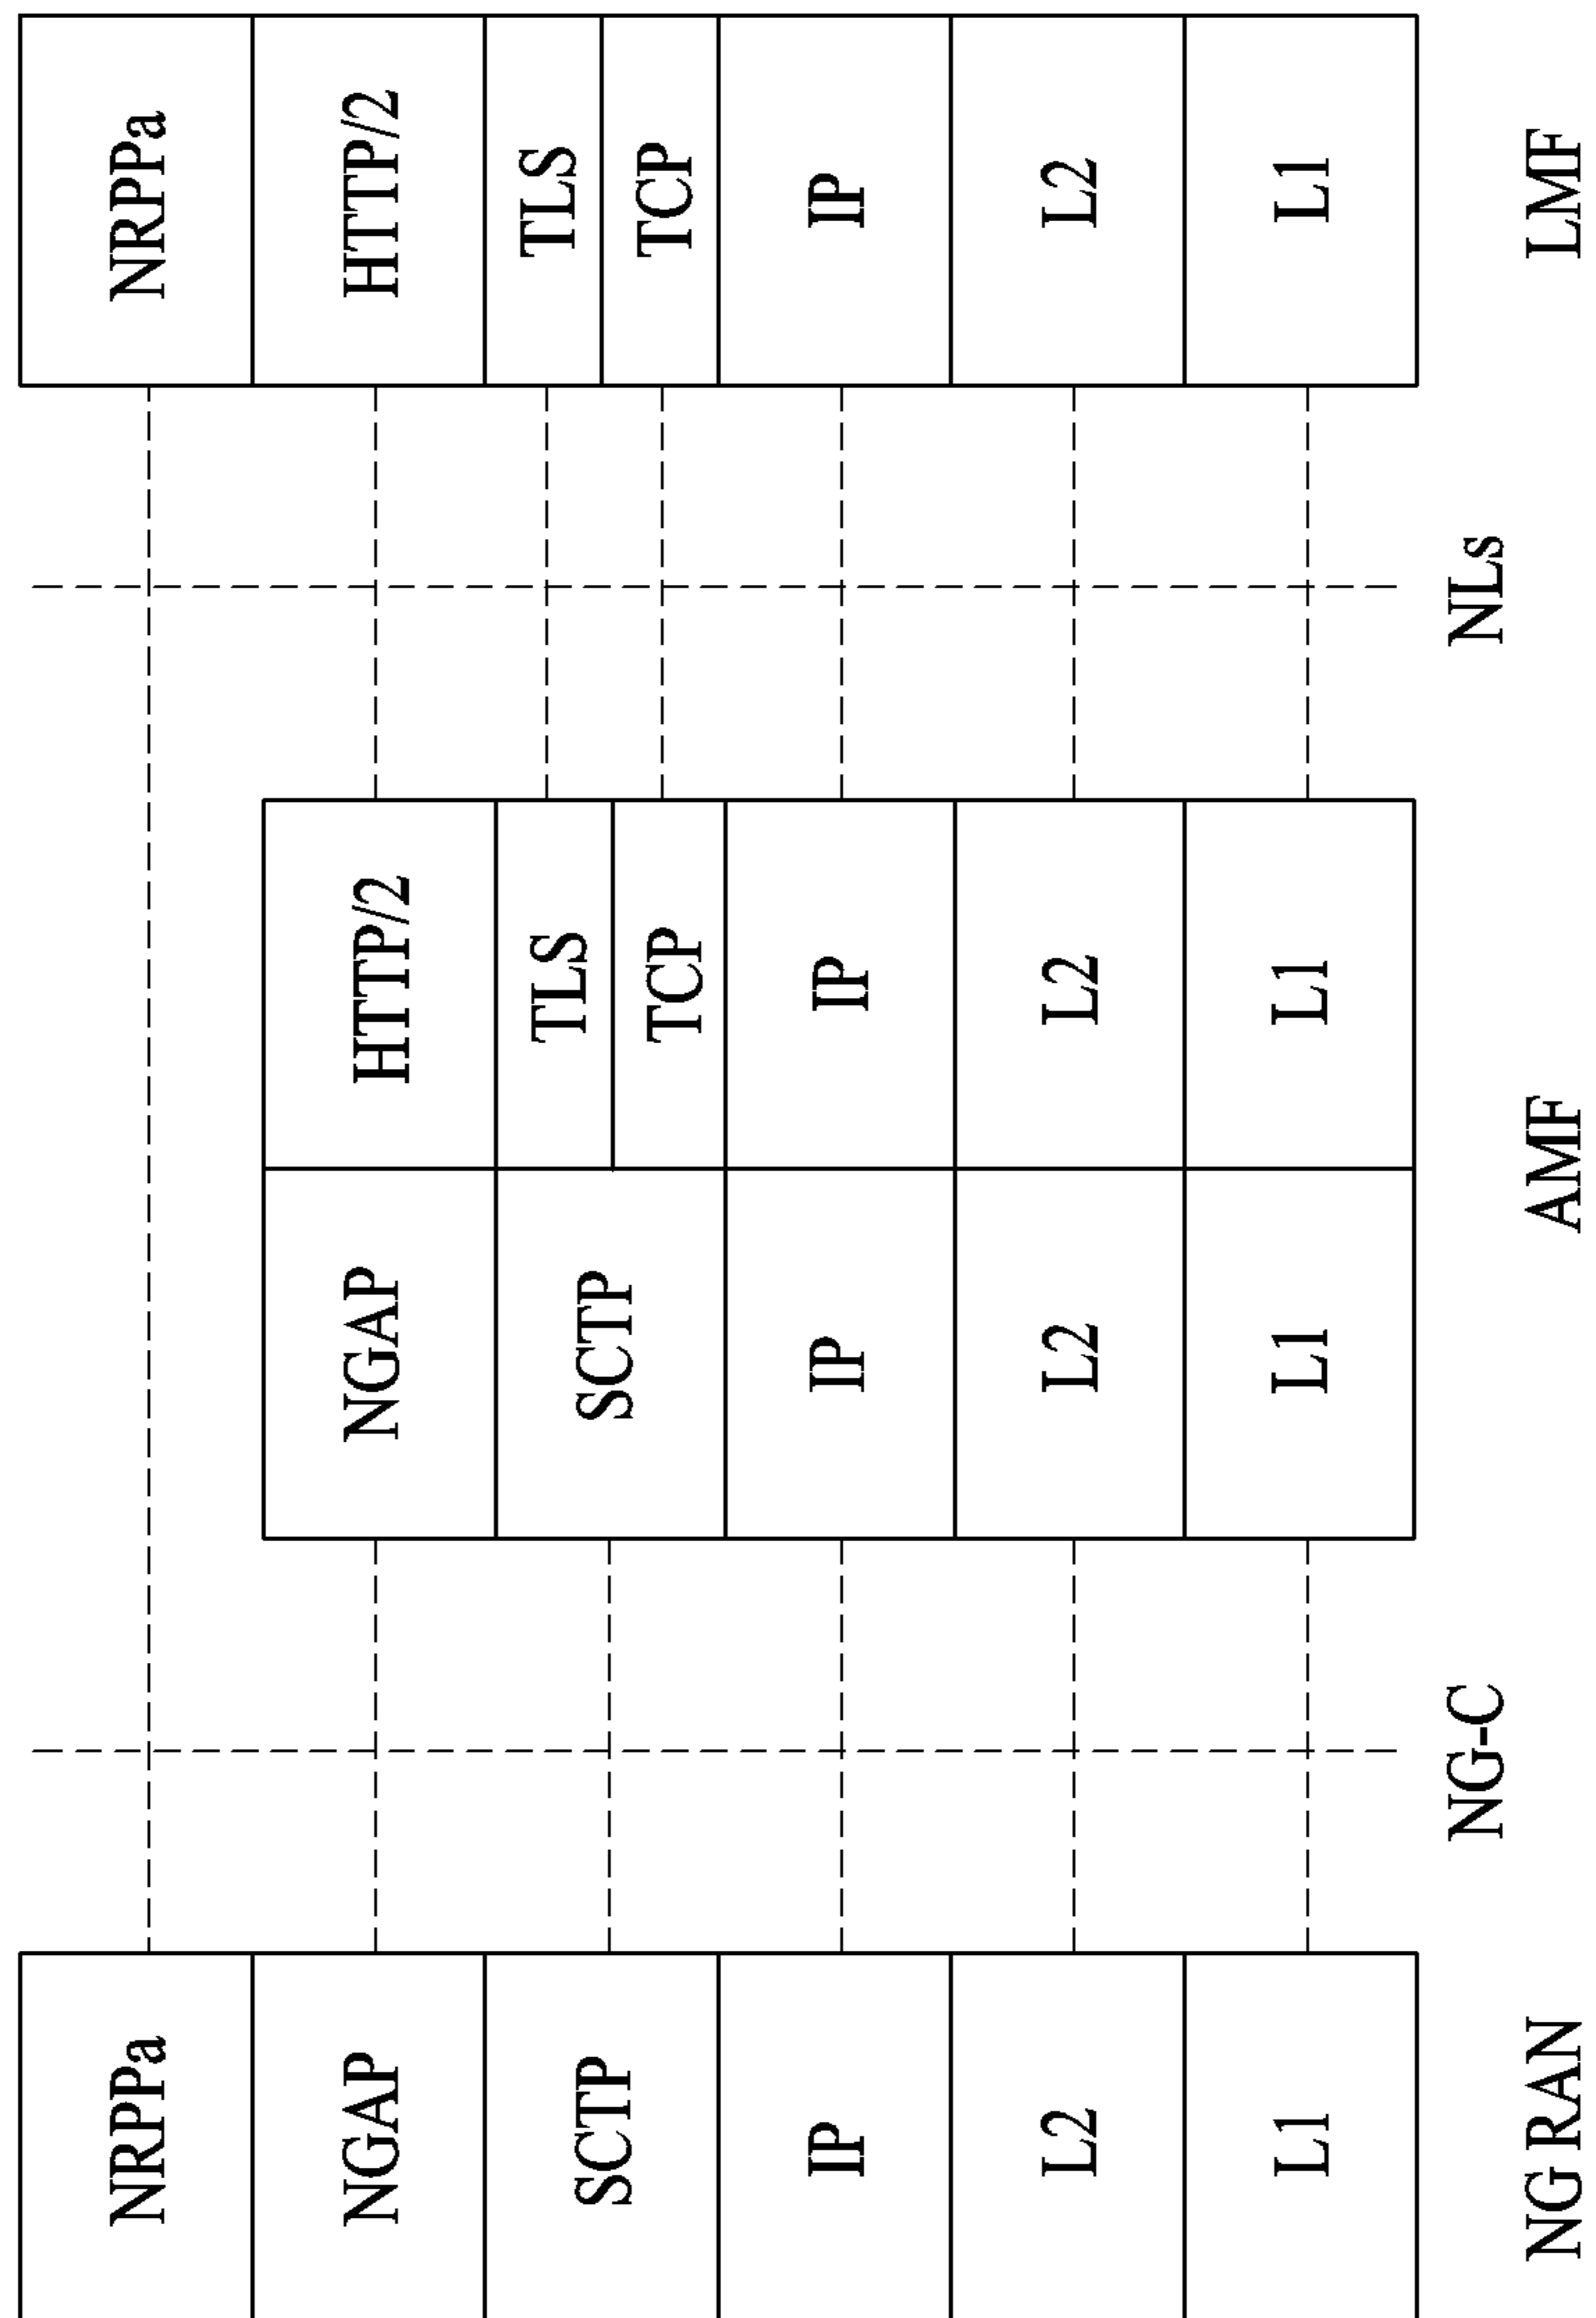 NRPPa
NGAP
SCTP
IP
L2
L1
NG RAN
NG-C
NGAP
SCTP
IP
L2
L1
HTTP/2
TLS
TCP
IP
L2
L1
AMF
NLs
NRPPa
HTTP/2
TLS
TCP
IP
L2
L1
LMF